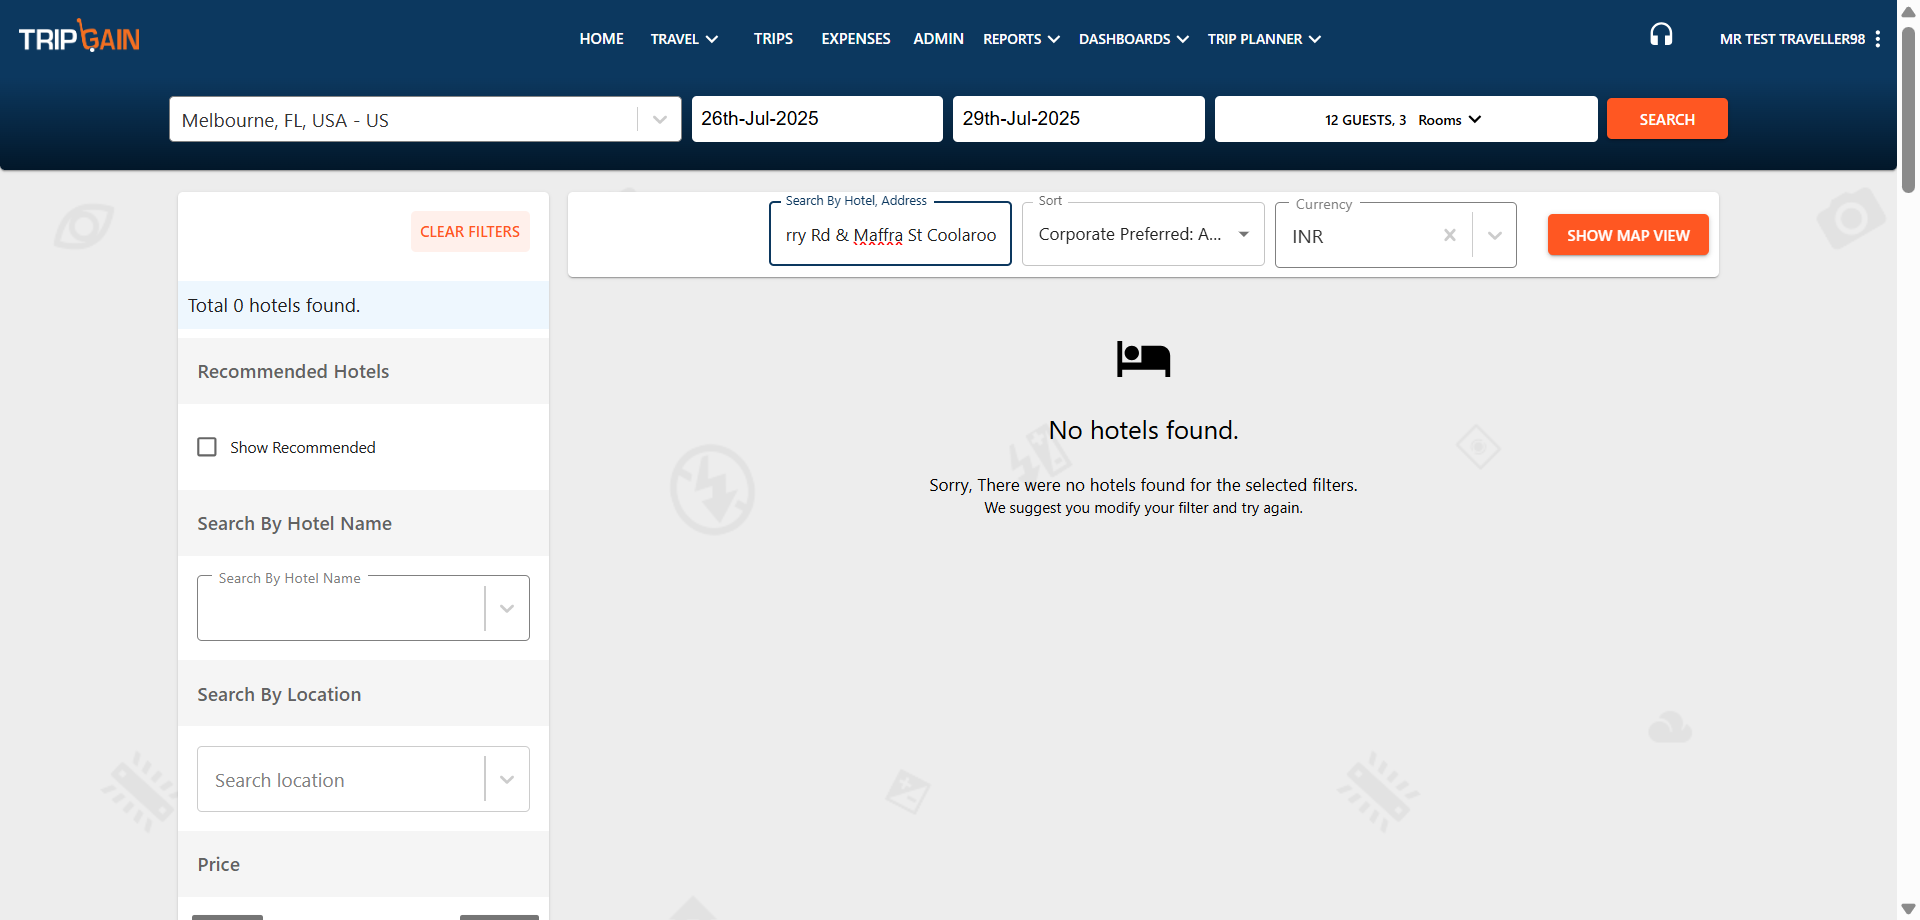 TRIPGAIN
HOME TRAVEL TRIPS EXPENSES ADMIN REPORTS DASHBOARDS TRIP PLANNER
MR TEST TRAVELLER98
Melbourne, FL, USA - US
26th-Jul-2025
29th-Jul-2025
12 GUESTS, 3 Rooms
SEARCH
CLEAR FILTERS
Total 0 hotels found.
Recommended Hotels
Show Recommended
Search By Hotel Name
Search By Hotel Name
Search By Location
Search location
Price
Search By Hotel, Address
rry Rd & Maffra St Coolaroo
Sort
Corporate Preferred: A...
Currency
INR
SHOW MAP VIEW
No hotels found.
Sorry, There were no hotels found for the selected filters.
We suggest you modify your filter and try again.